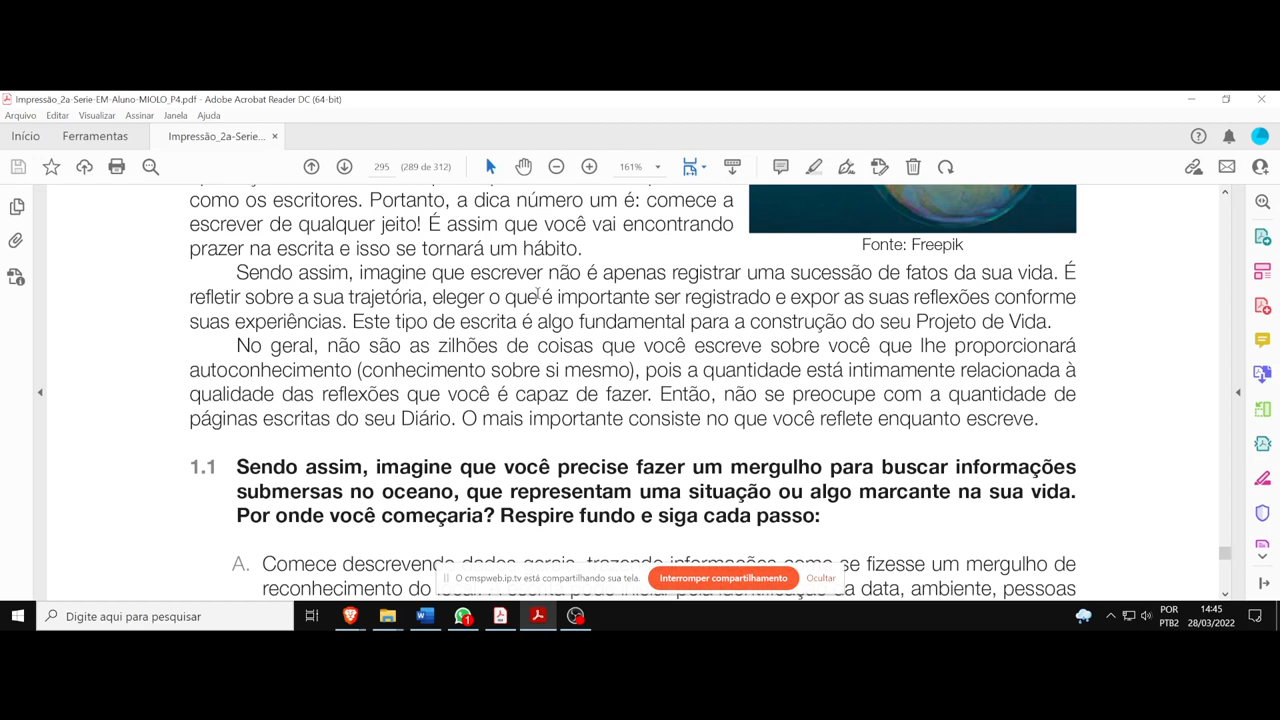 Impressão_2a-Serie-EM-Aluno-MIOLO_P4.pdf - Adobe Acrobat Reader DC (64-bit)
Arquivo Editar Visualizar Assinar Janela Ajuda
Início Ferramentas Impressão_2a-Serie... ×
295 (289 de 312) 161%
como os escritores. Portanto, a dica número um é: comece a
escrever de qualquer jeito! É assim que você vai encontrando
prazer na escrita e isso se tornará um hábito.
Fonte: Freepik
Sendo assim, imagine que escrever não é apenas registrar uma sucessão de fatos da sua vida. É
refletir sobre a sua trajetória, eleger o que é importante ser registrado e expor as suas reflexões conforme
suas experiências. Este tipo de escrita é algo fundamental para a construção do seu Projeto de Vida.
No geral, não são as zilhões de coisas que você escreve sobre você que lhe proporcionará
autoconhecimento (conhecimento sobre si mesmo), pois a quantidade está intimamente relacionada à
qualidade das reflexões que você é capaz de fazer. Então, não se preocupe com a quantidade de
páginas escritas do seu Diário. O mais importante consiste no que você reflete enquanto escreve.
1.1 Sendo assim, imagine que você precise fazer um mergulho para buscar informações
submersas no oceano, que representam uma situação ou algo marcante na sua vida.
Por onde você começaria? Respire fundo e siga cada passo:
A. Comece descrevendo dados gerais, trazendo informações como se fizesse um mergulho de
reconhecimento do data, ambiente, pessoas
O cmspweb.ip.tv está compartilhando sua tela. Interromper compartilhamento Ocultar
Digite aqui para pesquisar
1
POR
PTB2
14:45
28/03/2022